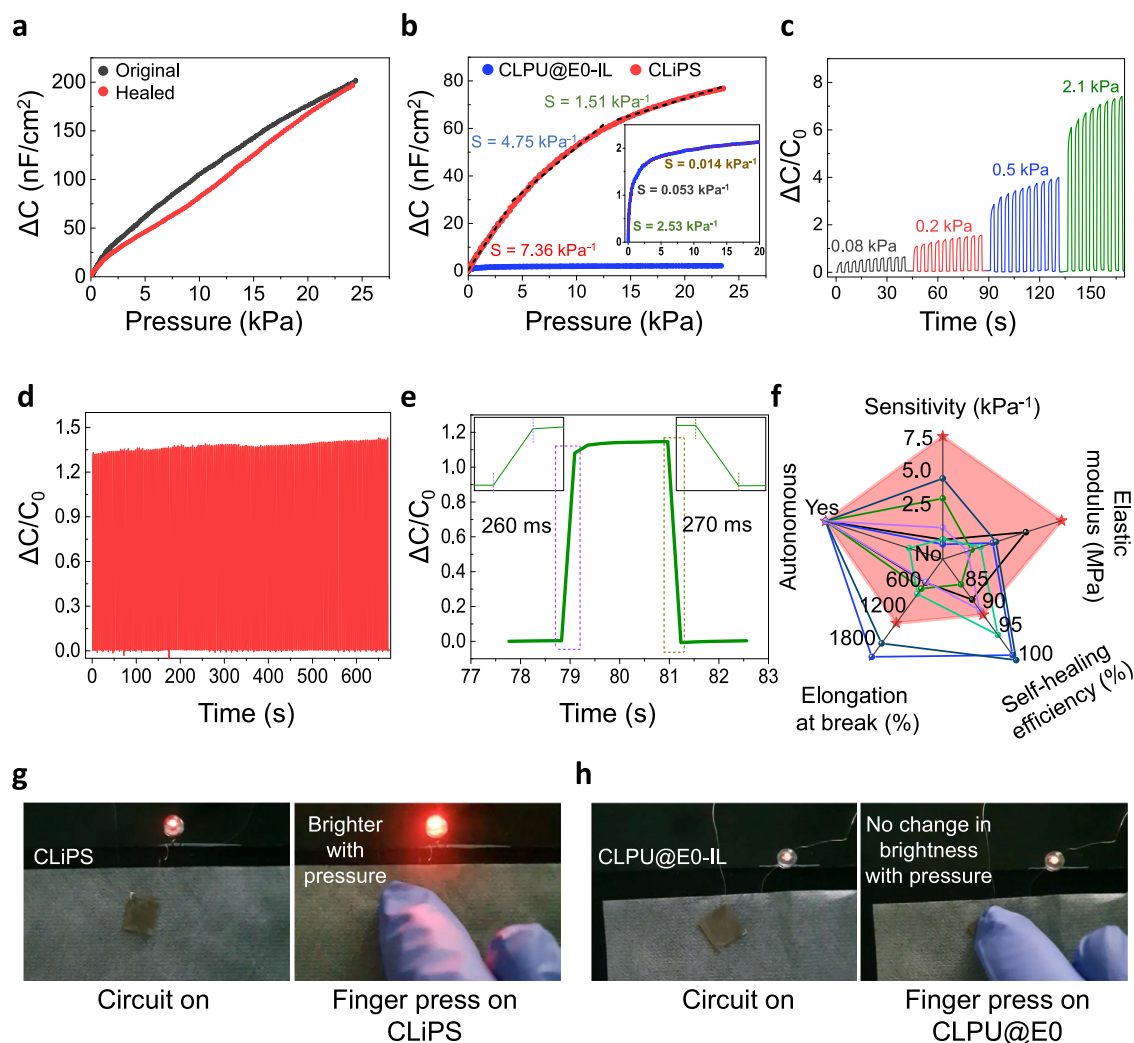 a
Original
Healed
ΔC (nF/cm²)
200
150
100
50
0
0 5 10 15 20 25
Pressure (kPa)
b
CLPU@E0-IL CLiPS
S = 1.51 kPa⁻¹
S = 4.75 kPa⁻¹
S = 7.36 kPa⁻¹
ΔC (nF/cm²)
80
60
40
20
0
0 5 10 15 20 25
Pressure (kPa)
2
1
0
S = 0.014 kPa⁻¹
S = 0.053 kPa⁻¹
S = 2.53 kPa⁻¹
0 5 10 15 20
c
ΔC/C₀
8
6
4
2
0
0.08 kPa
0.2 kPa
0.5 kPa
2.1 kPa
0 30 60 90 120 150
Time (s)
d
ΔC/C₀
1.5
1.2
0.9
0.6
0.3
0.0
0 100 200 300 400 500 600
Time (s)
e
ΔC/C₀
1.2
1.0
0.8
0.6
0.4
0.2
0.0
260 ms
270 ms
77 78 79 80 81 82 83
Time (s)
f
Sensitivity (kPa⁻¹)
7.5
5.0
2.5
Elastic
modulus (MPa)
Autonomous
Yes
No
600
1200
1800
85
90
95
100
Elongation
at break (%)
Self-healing
efficiency (%)
g
CLiPS
Brighter
with
pressure
Circuit on
Finger press on
CLiPS
h
CLPU@E0-IL
No change in
brightness
with pressure
Circuit on
Finger press on
CLPU@E0